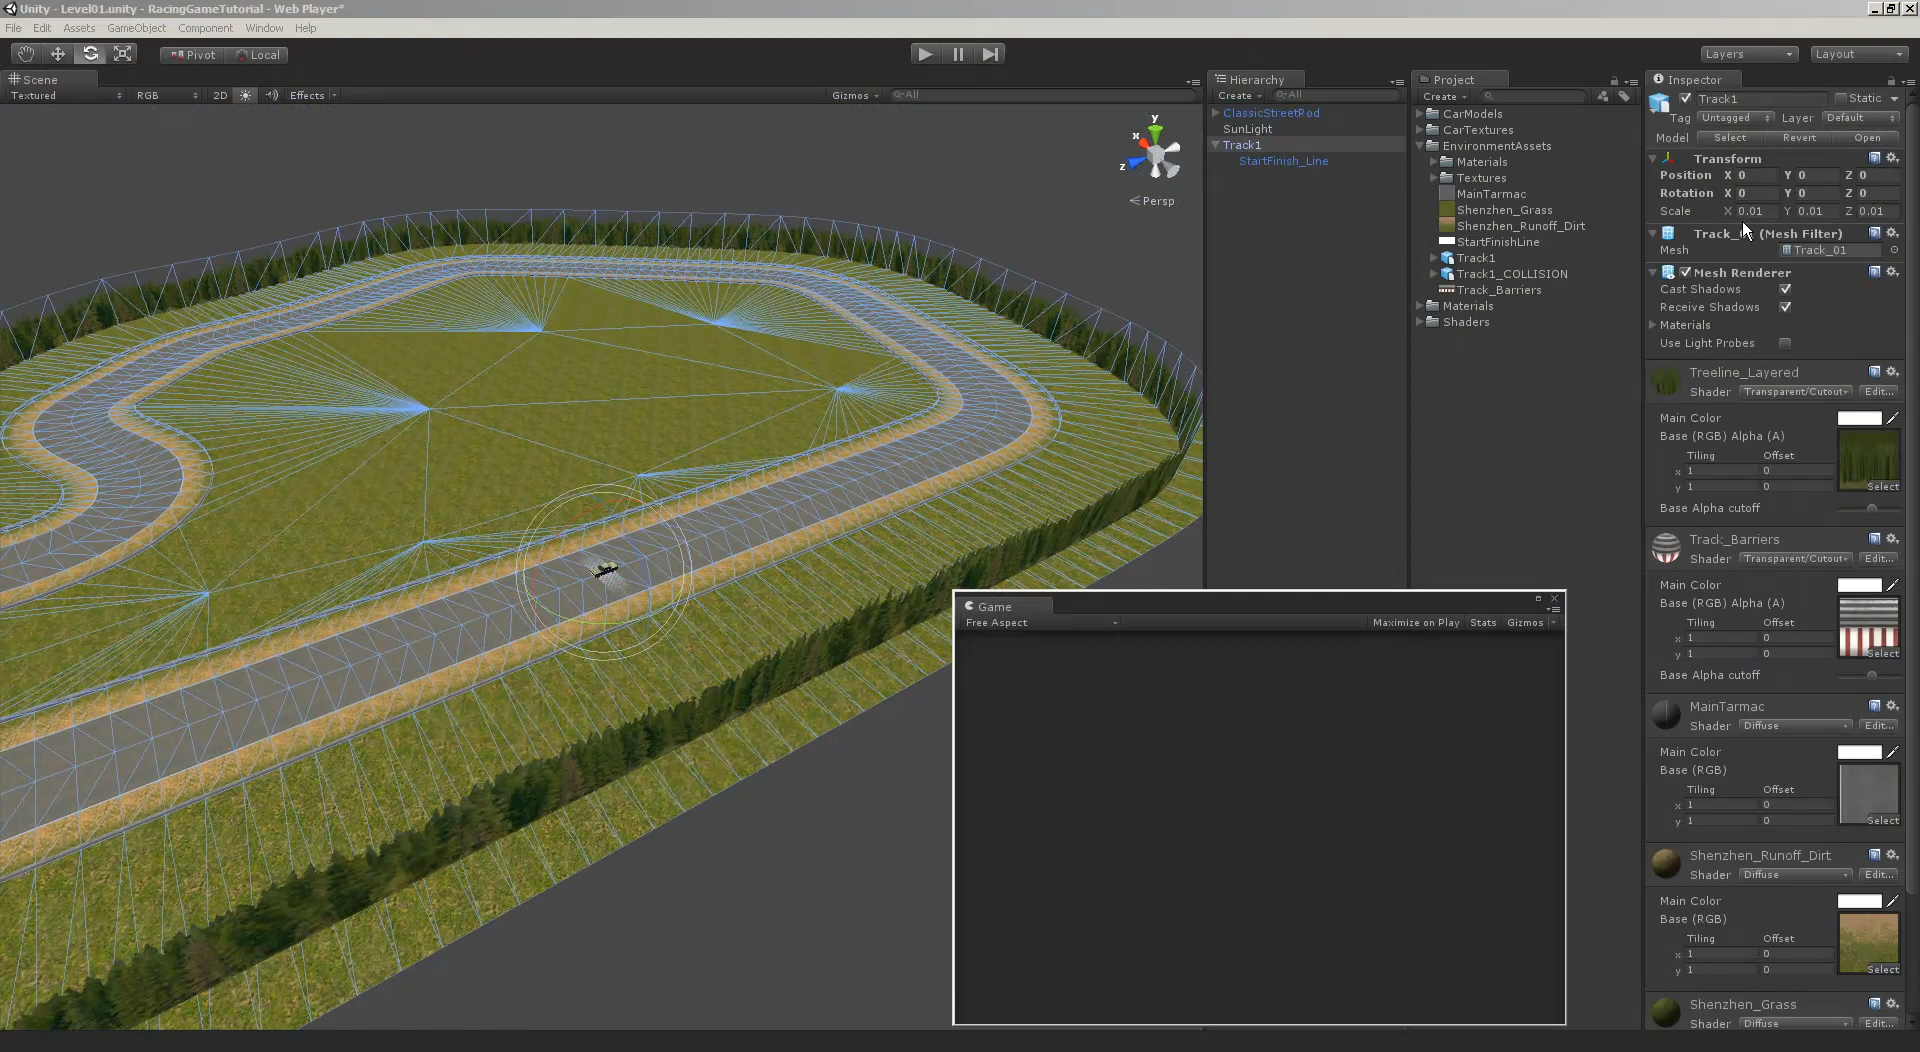 Unity - Level01.unity - RacingGameTutorial - Web Player*
File Edit Assets GameObject Component Window Help
Pivot Local
Layers Layout
Scene
Textured RGB 2D Effects Gizmos All
y
x
z
Persp
Hierarchy
Create All
ClassicStreetRod
SunLight
Track1
StartFinish_Line
Project
Create
CarModels
CarTextures
EnvironmentAssets
Materials
Textures
MainTarmac
Shenzhen_Grass
Shenzhen_Runoff_Dirt
StartFinishLine
Track1
Track1_COLLISION
Track_Barriers
Materials
Shaders
Game
Free Aspect Maximize on Play Stats Gizmos
Inspector
Track1 Static
Tag Untagged Layer Default
Model Select Revert Open
Transform
Position X 0 Y 0 Z 0
Rotation X 0 Y 0 Z 0
Scale X 0.01 Y 0.01 Z 0.01
(Mesh Filter)
Mesh Track_01
Mesh Renderer
Cast Shadows
Receive Shadows
Materials
Use Light Probes
Treeline_Layered
Shader Transparent/Cutout Edit...
Main Color
Base (RGB) Alpha (A)
Tiling Offset
x 1 0
y 1 0
Select
Base Alpha cutoff
Track_Barriers
Shader Transparent/Cutout Edit...
Main Color
Base (RGB) Alpha (A)
Tiling Offset
x 1 0
y 1 0
Select
Base Alpha cutoff
MainTarmac
Shader Diffuse Edit...
Main Color
Base (RGB)
Tiling Offset
x 1 0
y 1 0
Select
Shenzhen_Runoff_Dirt
Shader Diffuse Edit...
Main Color
Base (RGB)
Tiling Offset
x 1 0
y 1 0
Select
Shenzhen_Grass
Shader Diffuse Edit...